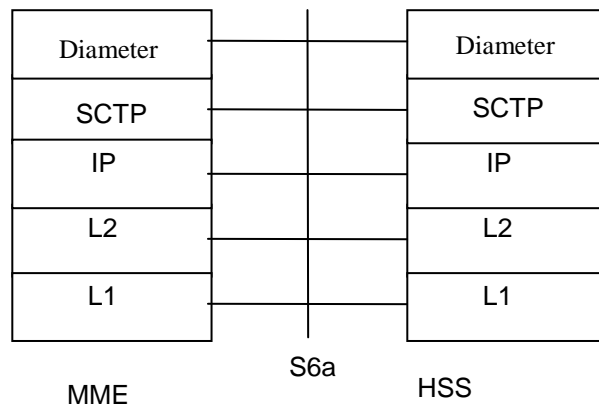 Diameter Diameter
SCTP SCTP
IP IP
L2 L2
L1 L1
S6a
MME HSS